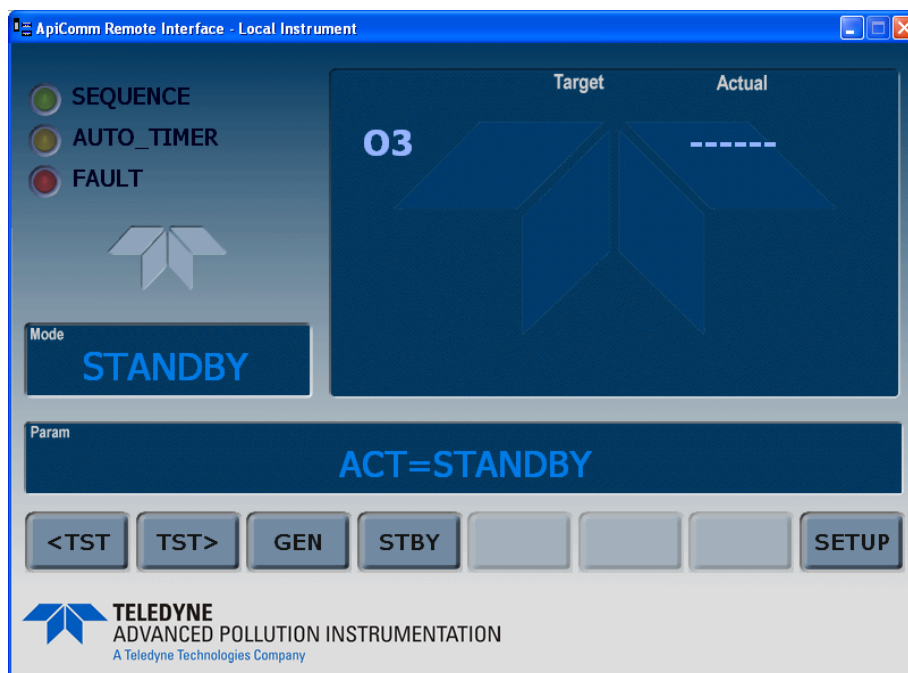 ApiComm Remote Interface - Local Instrument
SEQUENCE
AUTO_TIMER
FAULT
Target Actual
O3 ------
Mode
STANDBY
Param
ACT=STANDBY
<TST TST> GEN STBY SETUP
TELEDYNE
ADVANCED POLLUTION INSTRUMENTATION
A Teledyne Technologies Company